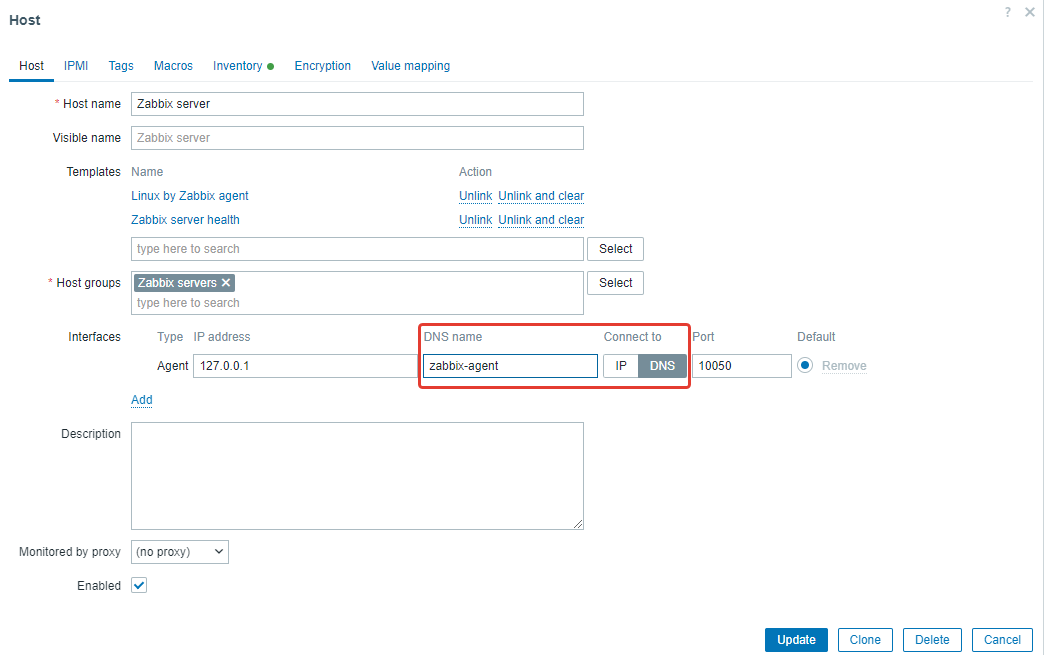 Host
?
Host IPMI Tags Macros Inventory Encryption Value mapping
* Host name Zabbix server
Visible name Zabbix server
Templates Name Action
Linux by Zabbix agent Unlink Unlink and clear
Zabbix server health Unlink Unlink and clear
type here to search Select
* Host groups Zabbix servers Select
type here to search
Interfaces Type IP address DNS name Connect to Port Default
Agent 127.0.0.1 zabbix-agent IP DNS 10050 Remove
Add
Description
Monitored by proxy (no proxy)
Enabled
Update Clone Delete Cancel